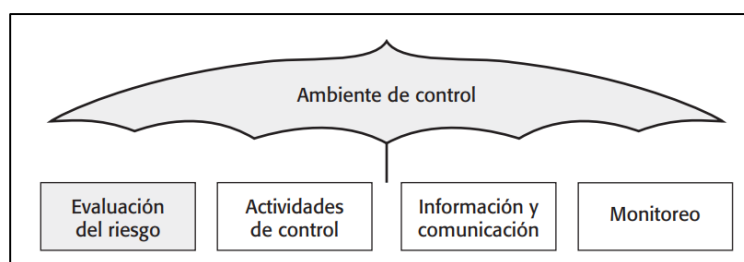 Ambiente de control
Evaluación
del riesgo
Actividades
de control
Información y
comunicación
Monitoreo